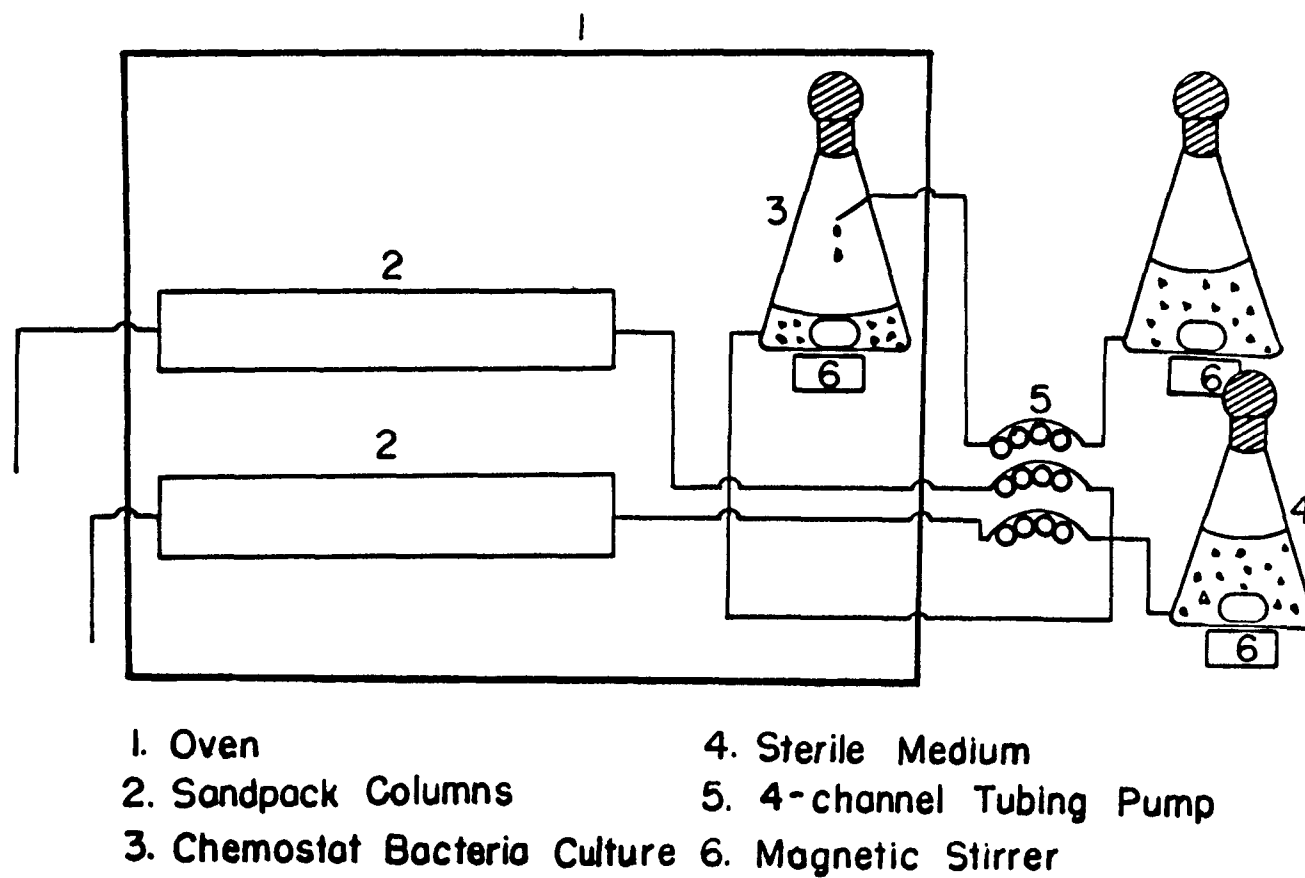 1
2
3
2
6
5
6
4
6
1. Oven
2. Sandpack Columns
3. Chemostat Bacteria Culture
4. Sterile Medium
5. 4-channel Tubing Pump
6. Magnetic Stirrer